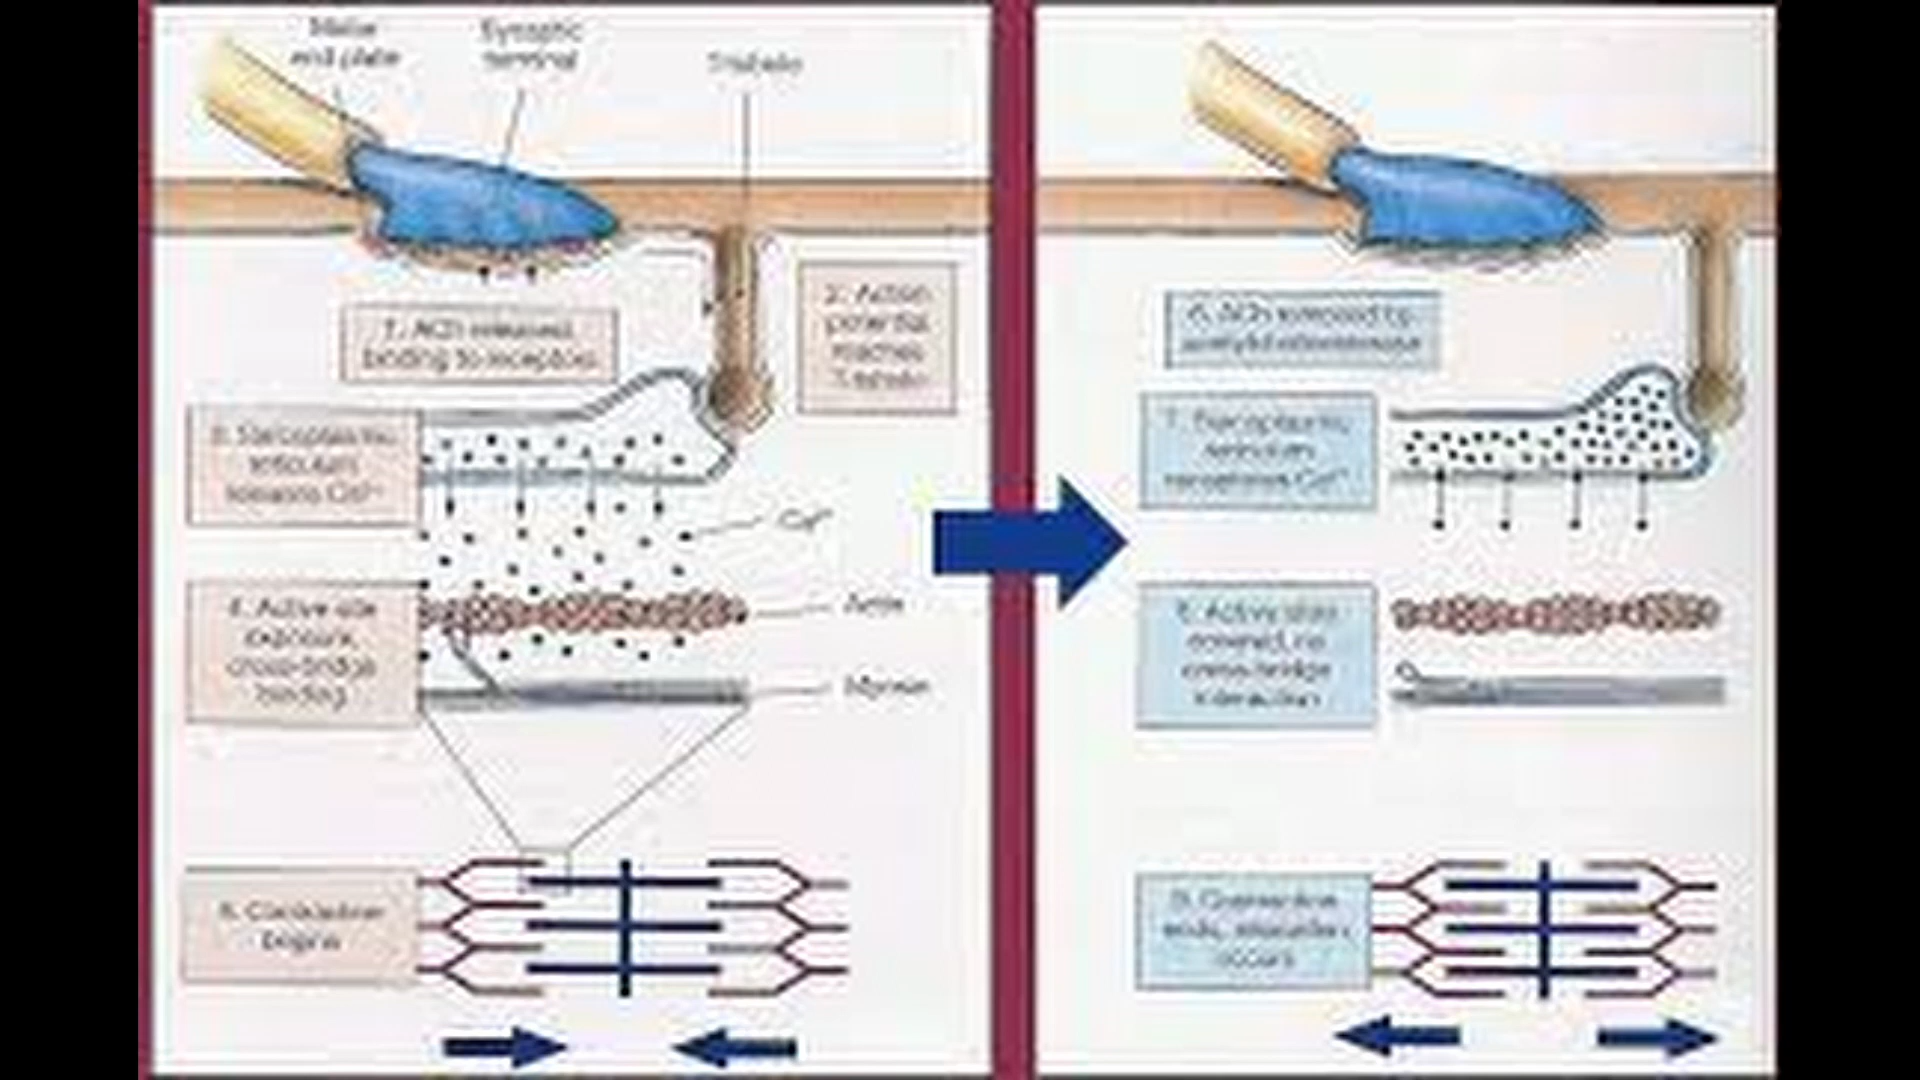 Motor
end plate
Synaptic
terminal
T tubule
1. ACh released,
binding to receptors
2. Action
potential
reaches
T tubule
3. Sarcoplasmic
reticulum
releases Ca²⁺
Ca²⁺
Actin
4. Active site
exposure,
cross-bridge
binding
Myosin
5. Contraction
begins
6. ACh removed by
acetylcholinesterase
7. Sarcoplasmic
reticulum
recaptures Ca²⁺
8. Active sites
covered, no
cross-bridge
interaction
9. Contraction
ends, relaxation
occurs